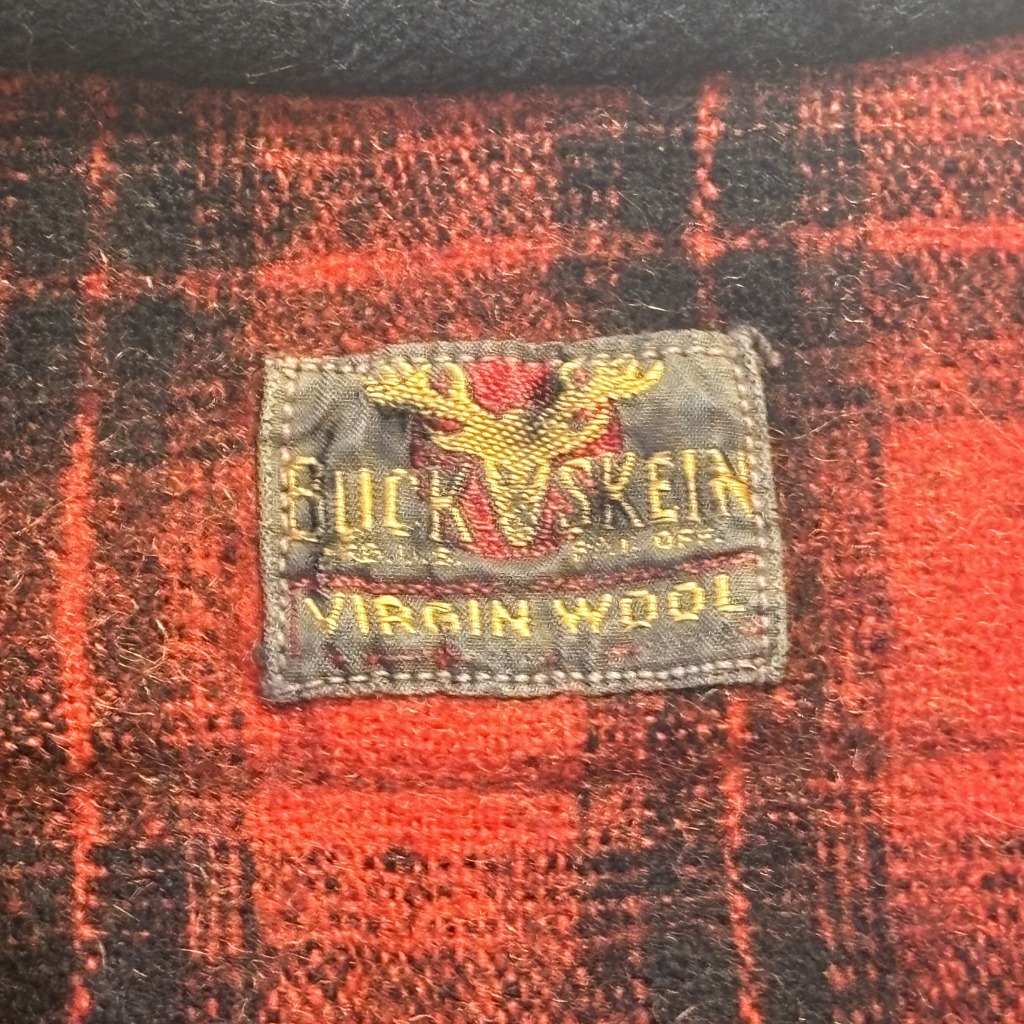 BUCK SKEIN
REG. U.S. PAT. OFF.
VIRGIN WOOL